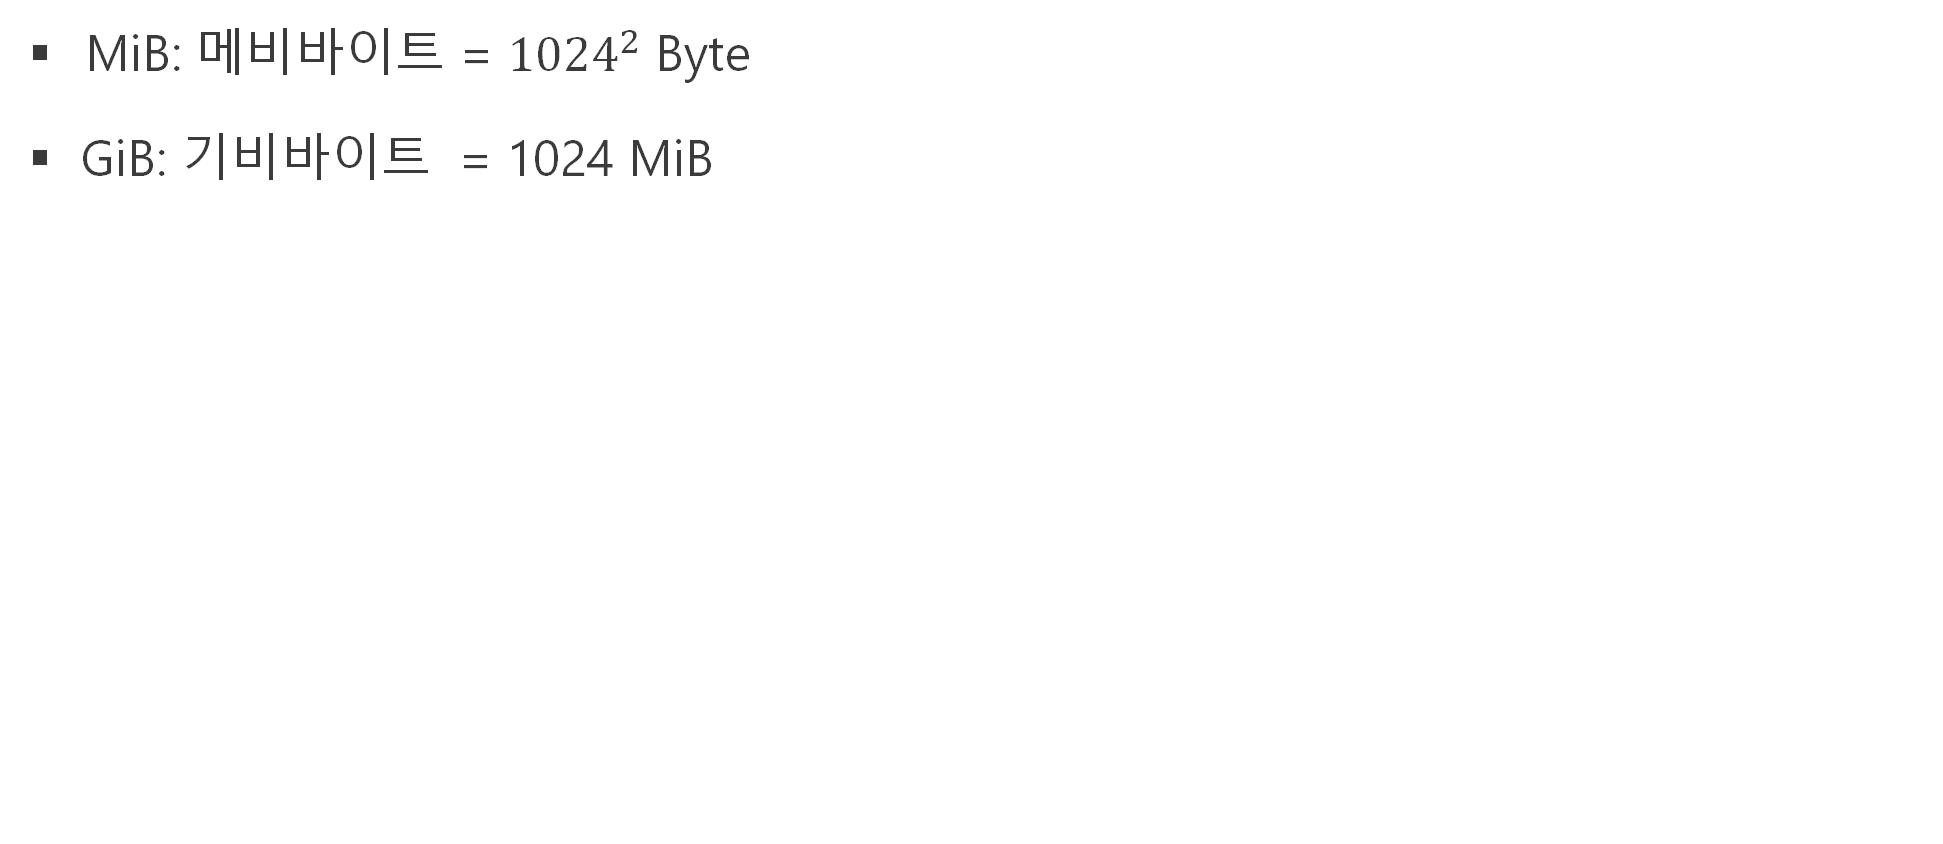 ▪ MiB: 메비바이트 = 1024² Byte
▪ GiB: 기비바이트 = 1024 MiB